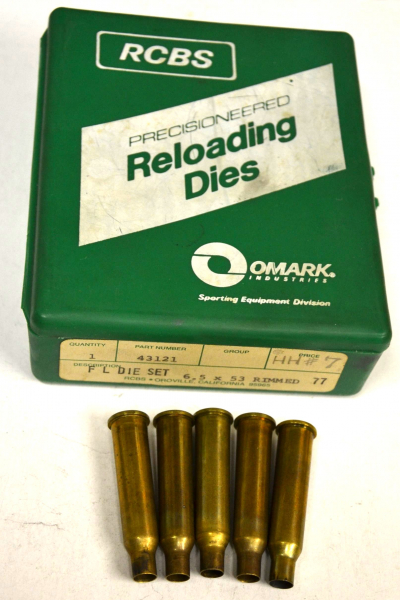 RCBS
PRECISIONEERED
Reloading
Dies
OMARK
INDUSTRIES
Sporting Equipment Division
QUANTITY PART NUMBER GROUP PRICE
1 43121 HH# 7
DESCRIPTION F L DIE SET 6.5 X 53 RIMMED 77
RCBS • OROVILLE, CALIFORNIA 95965